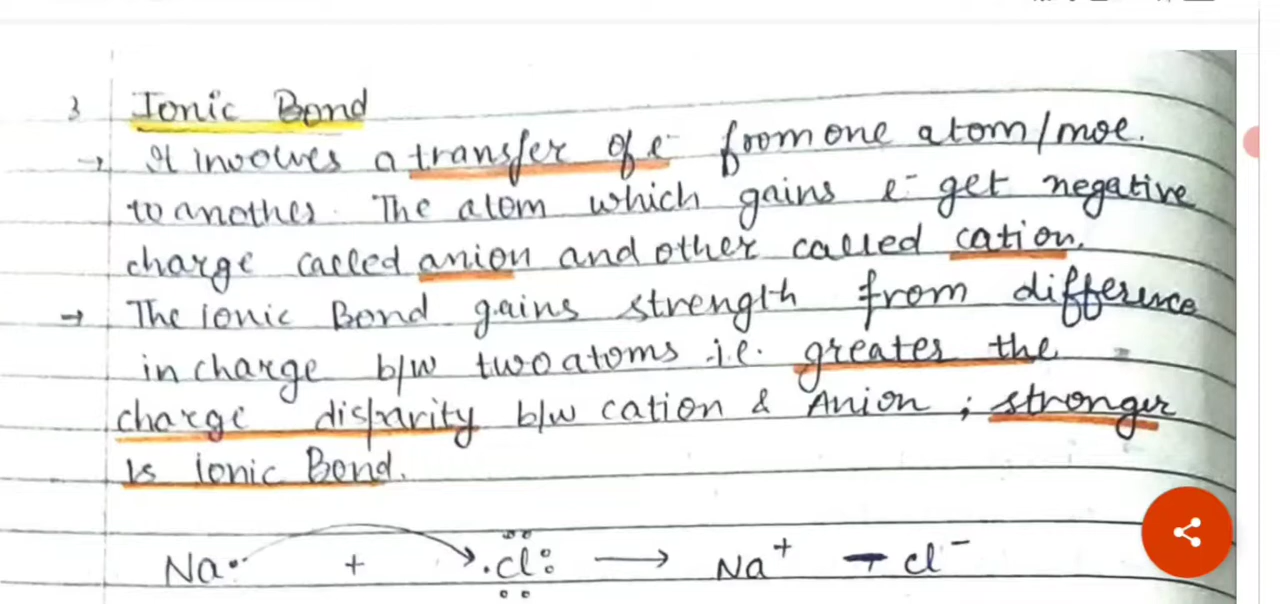 3 Ionic Bond
→ It involves a transfer of e⁻ from one atom/mol.
to another. The atom which gains e⁻ get negative
charge called anion and other called cation.
→ The ionic Bond gains strength from difference
in charge b/w two atoms i.e. greater the
charge disparity b/w cation & Anion ; stronger
is ionic Bond.
Na• + .Cl: ⟶ Na⁺ - Cl⁻